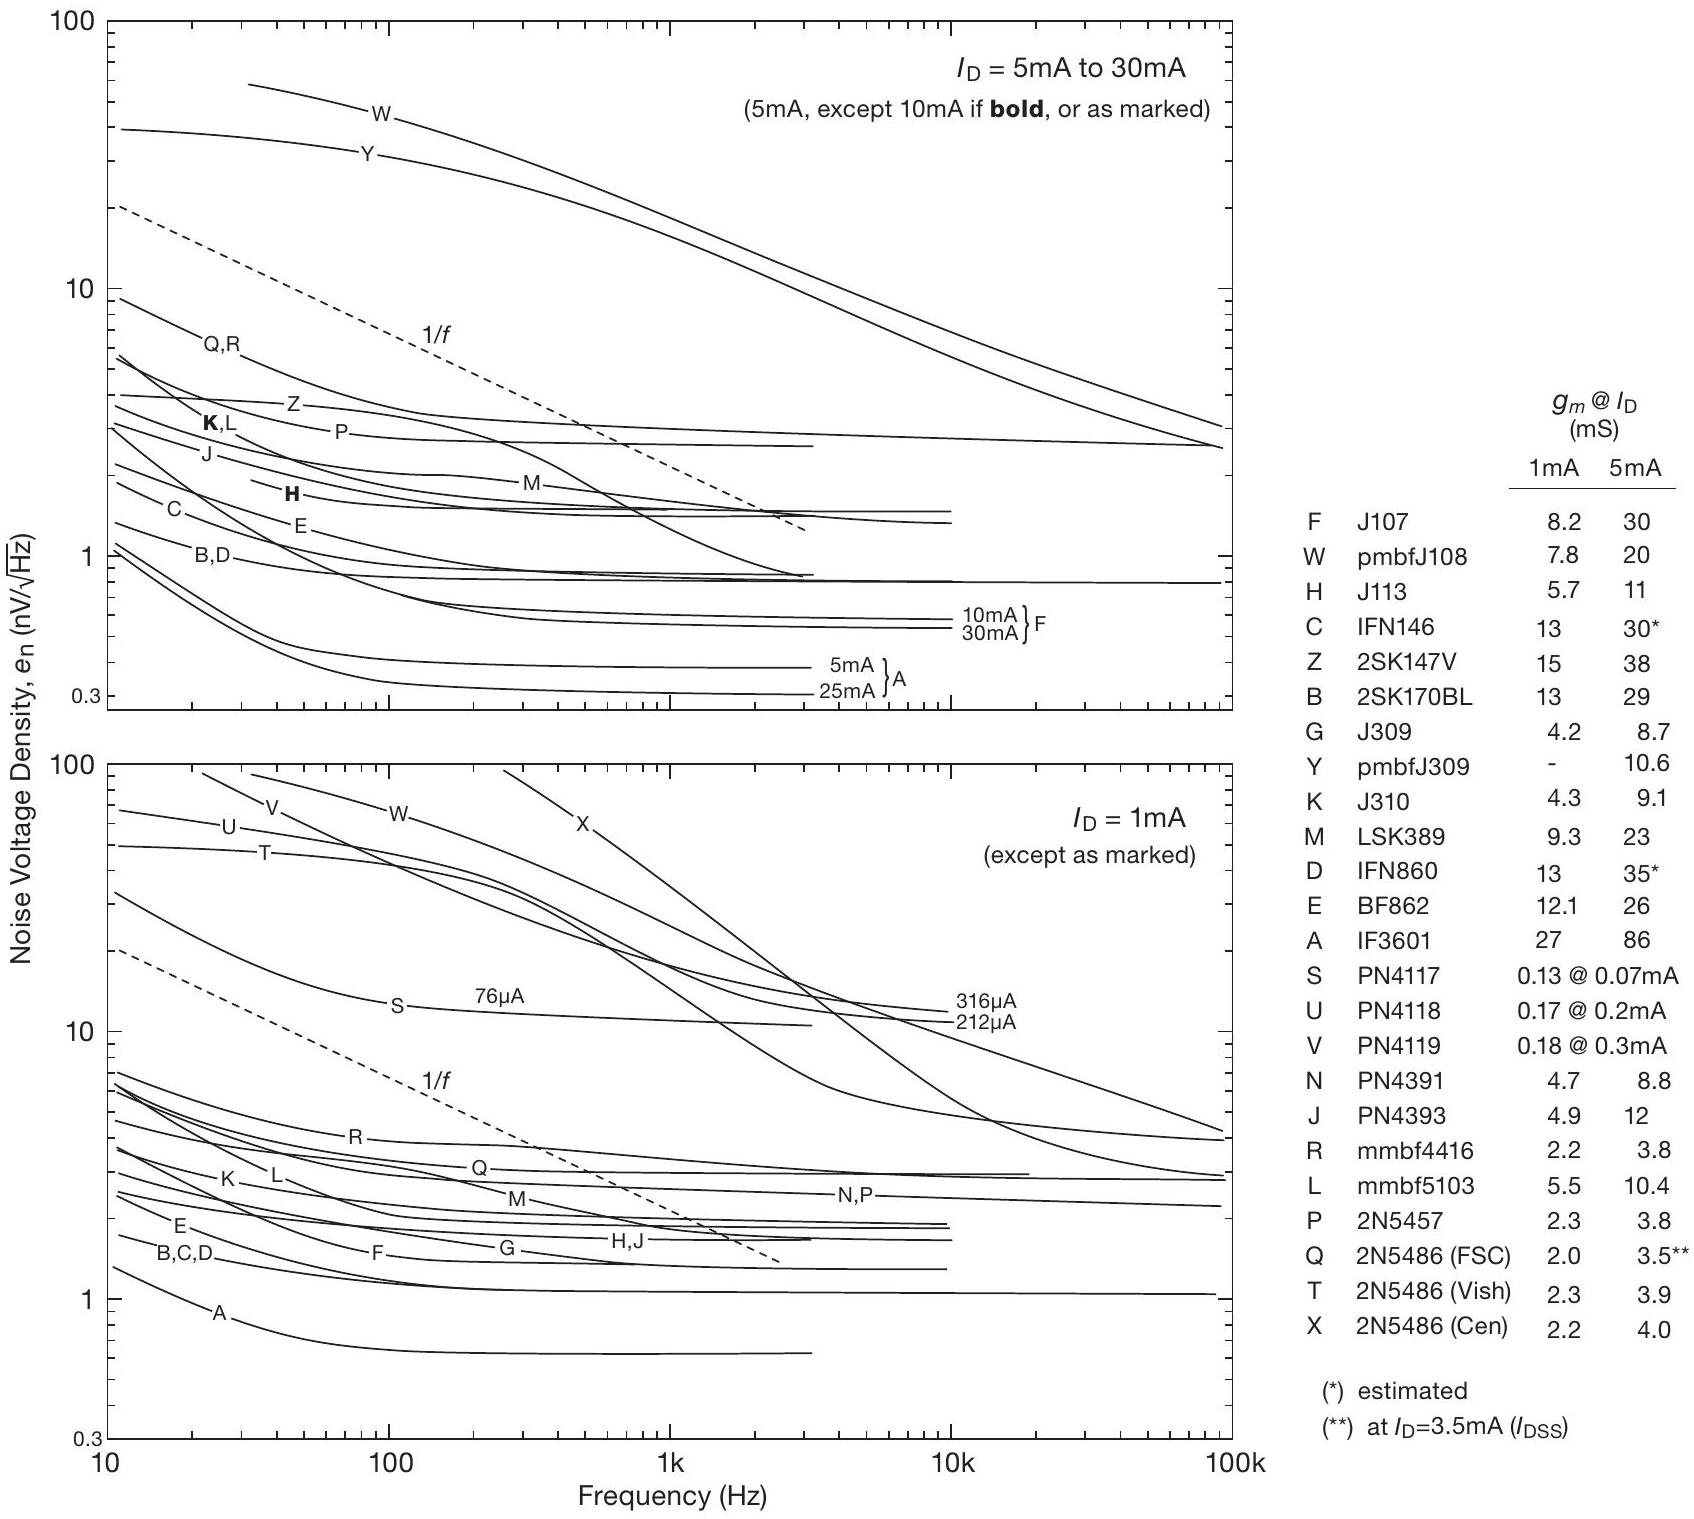 100
10
1
0.3
I_D = 5mA to 30mA
(5mA, except 10mA if bold, or as marked)
W
Y
1/f
Q,R
Z
K,L
P
J
M
H
C
E
B,D
10mA
30mA
F
5mA
25mA
A
Noise Voltage Density, en (nV/√Hz)
100
10
1
0.3
I_D = 1mA
(except as marked)
V
W
X
U
T
S
76µA
316µA
212µA
1/f
R
Q
L
K
M
N,P
E
B,C,D
F
G
H,J
A
10
100
1k
10k
100k
Frequency (Hz)
gm @ ID
(mS)
1mA 5mA
F J107 8.2 30
W pmbfJ108 7.8 20
H J113 5.7 11
C IFN146 13 30*
Z 2SK147V 15 38
B 2SK170BL 13 29
G J309 4.2 8.7
Y pmbfJ309 - 10.6
K J310 4.3 9.1
M LSK389 9.3 23
D IFN860 13 35*
E BF862 12.1 26
A IF3601 27 86
S PN4117 0.13 @ 0.07mA
U PN4118 0.17 @ 0.2mA
V PN4119 0.18 @ 0.3mA
N PN4391 4.7 8.8
J PN4393 4.9 12
R mmbf4416 2.2 3.8
L mmbf5103 5.5 10.4
P 2N5457 2.3 3.8
Q 2N5486 (FSC) 2.0 3.5**
T 2N5486 (Vish) 2.3 3.9
X 2N5486 (Cen) 2.2 4.0
(*) estimated
(**) at ID=3.5mA (IDSS)